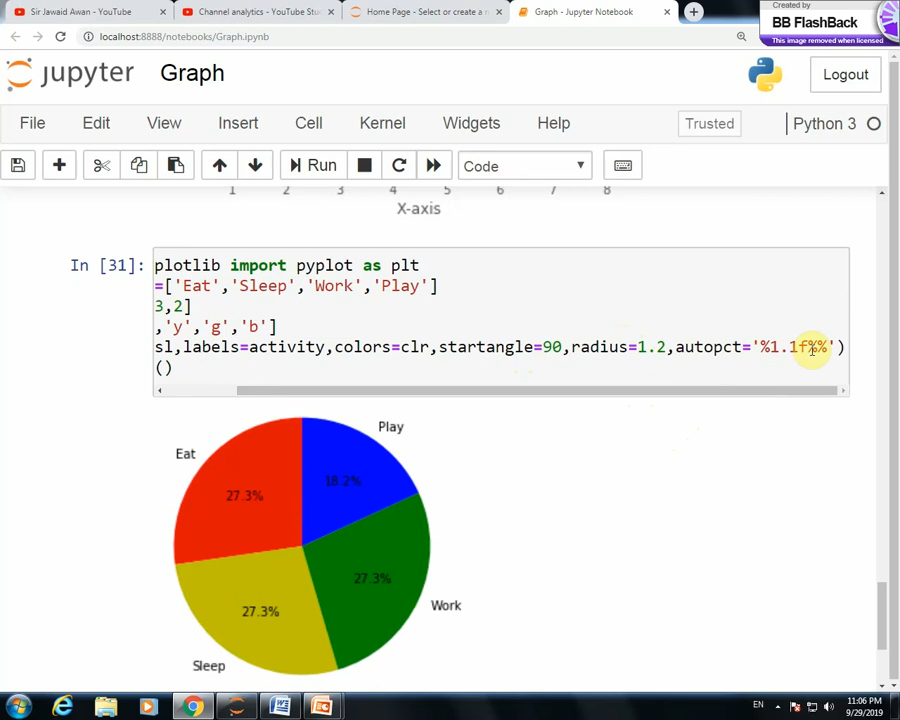 Sir Jawaid Awan - YouTube
Channel analytics - YouTube Stu
Home Page - Select or create a n
Graph - Jupyter Notebook
Created by
BB FlashBack
This image removed when licensed
localhost:8888/notebooks/Graph.ipynb
jupyter
Graph
Logout
File
Edit
View
Insert
Cell
Kernel
Widgets
Help
Trusted
Python 3
Run
Code
1 2 3 4 5 6 7 8
X-axis
In [31]:
plotlib import pyplot as plt
=['Eat','Sleep','Work','Play']
3,2]
,'y','g','b']
sl,labels=activity,colors=clr,startangle=90,radius=1.2,autopct='%1.1f%%')
()
Play
Eat
18.2%
27.3%
27.3%
Work
27.3%
Sleep
EN
11:06 PM
9/29/2019